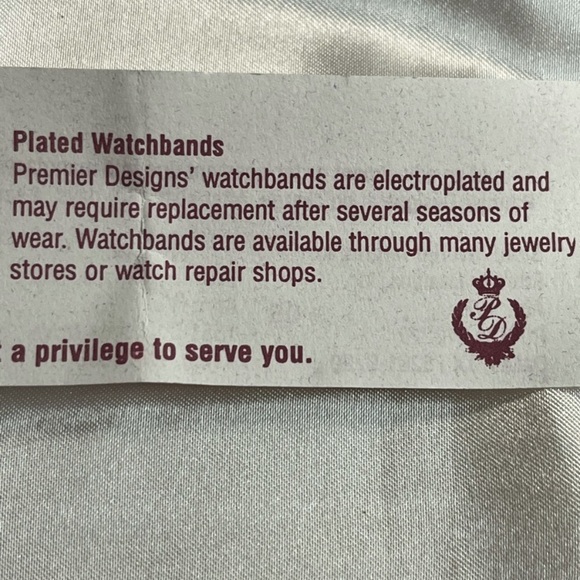 Plated Watchbands
Premier Designs' watchbands are electroplated and
may require replacement after several seasons of
wear. Watchbands are available through many jewelry
stores or watch repair shops.
a privilege to serve you.
PD